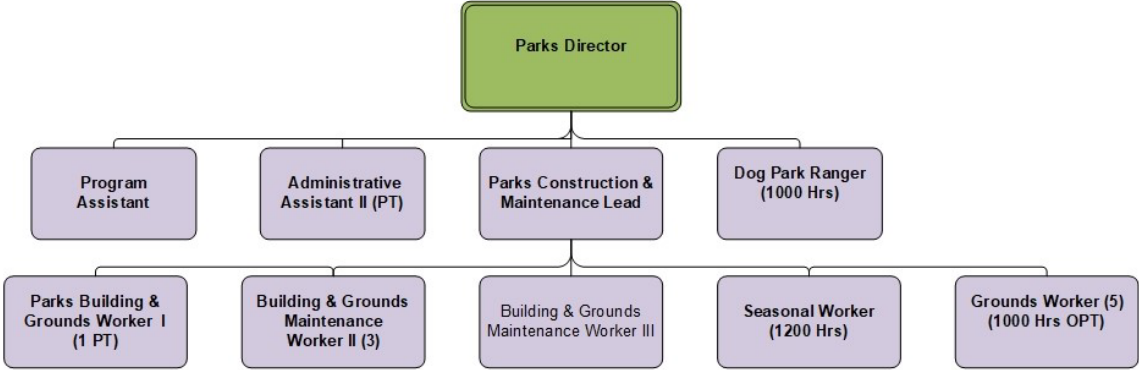 Parks Director
Program
Assistant
Administrative
Assistant II (PT)
Parks Construction &
Maintenance Lead
Dog Park Ranger
(1000 Hrs)
Parks Building &
Grounds Worker I
(1 PT)
Building & Grounds
Maintenance
Worker II (3)
Building & Grounds
Maintenance Worker III
Seasonal Worker
(1200 Hrs)
Grounds Worker (5)
(1000 Hrs OPT)